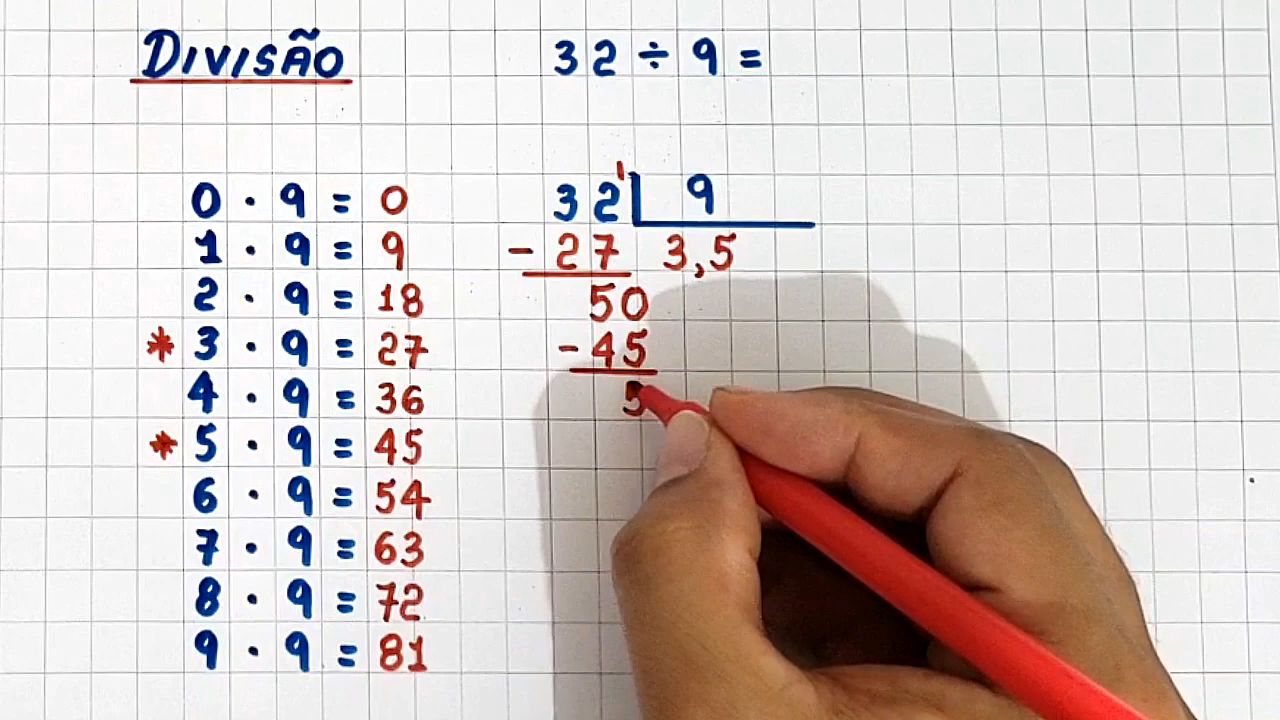 DIVISÃO
32 ÷ 9 =
0 · 9 = 0
1 · 9 = 9
2 · 9 = 18
* 3 · 9 = 27
4 · 9 = 36
* 5 · 9 = 45
6 · 9 = 54
7 · 9 = 63
8 · 9 = 72
9 · 9 = 81
32' 9
- 27 3,5
50
- 45
5